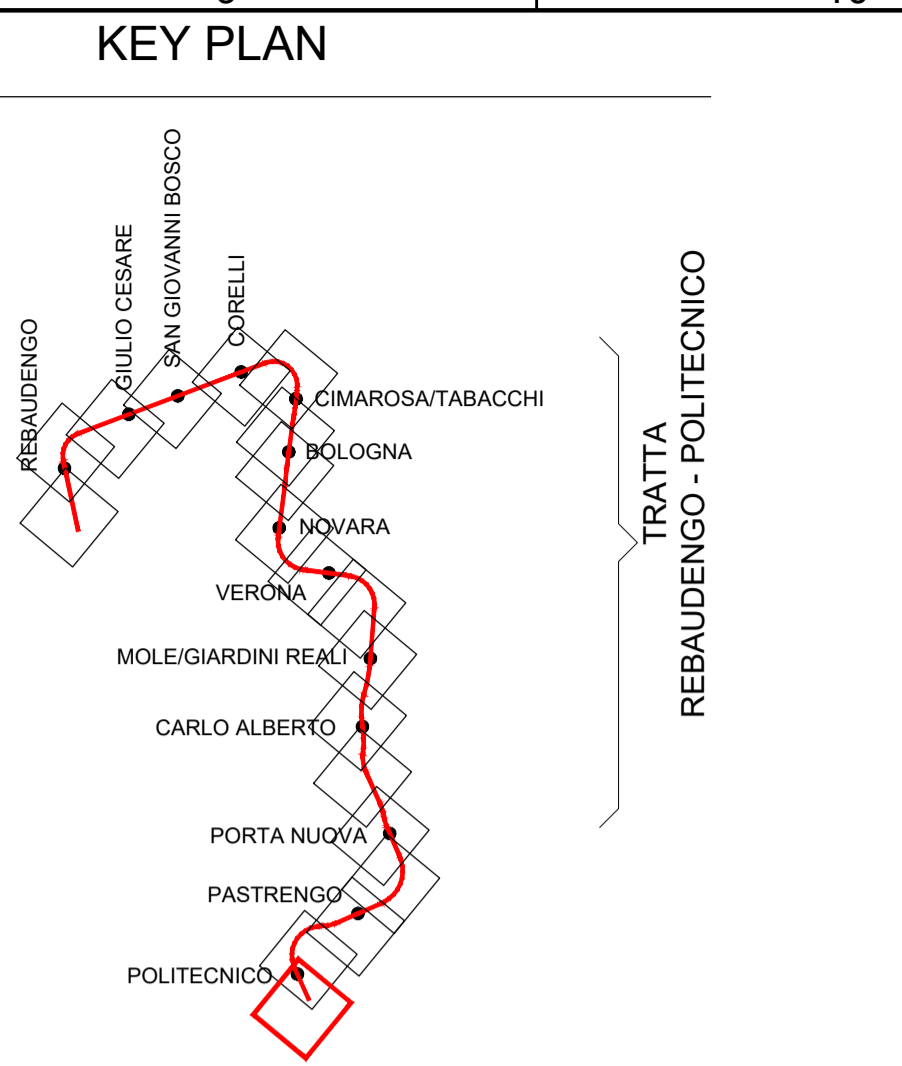 KEY PLAN
REBAUDENGO
GIULIO CESARE
SAN GIOVANNI BOSCO
CORELLI
CIMAROSA/TABACCHI
BOLOGNA
NOVARA
VERONA
MOLE/GIARDINI REALI
CARLO ALBERTO
PORTA NUOVA
PASTRENGO
POLITECNICO
TRATTA
REBAUDENGO - POLITECNICO